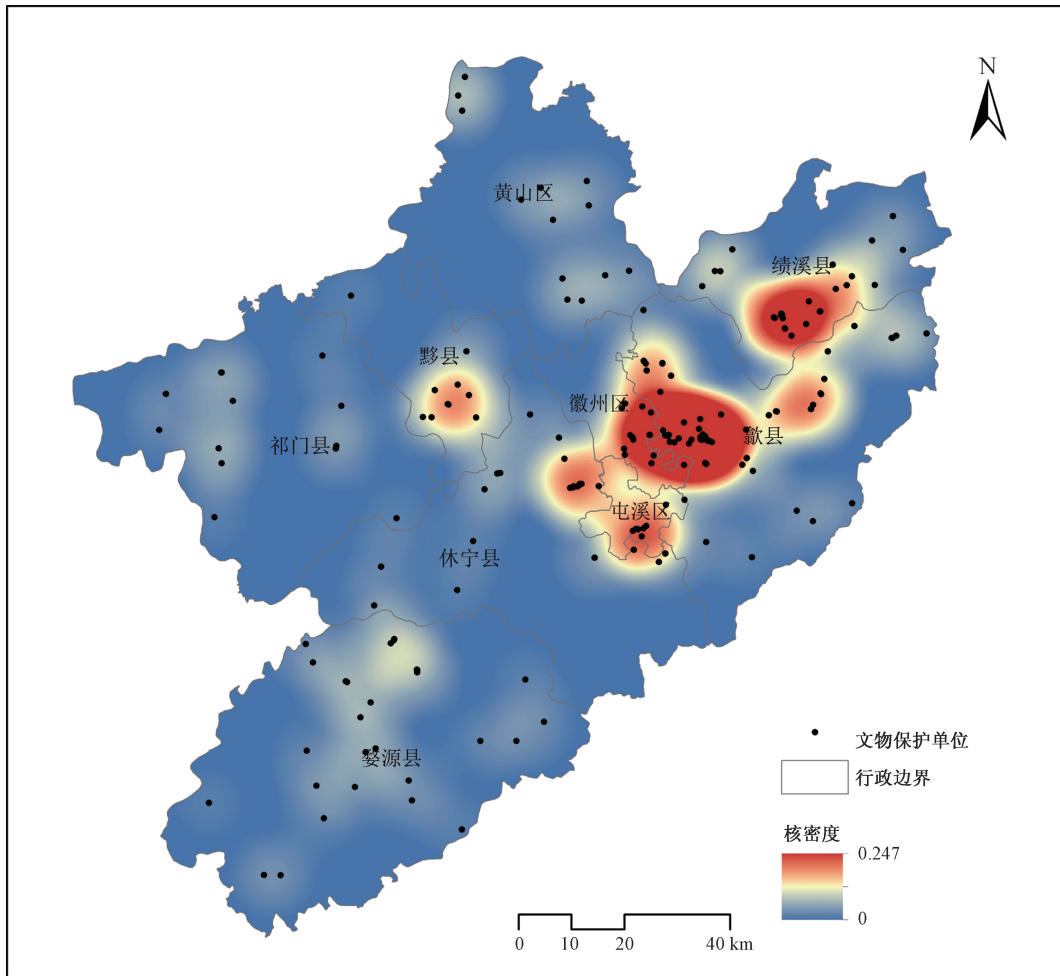 N
黄山区
绩溪县
黟县
徽州区
歙县
祁门县
屯溪区
休宁县
婺源县
文物保护单位
行政边界
核密度
0.247
0
0 10 20 40 km